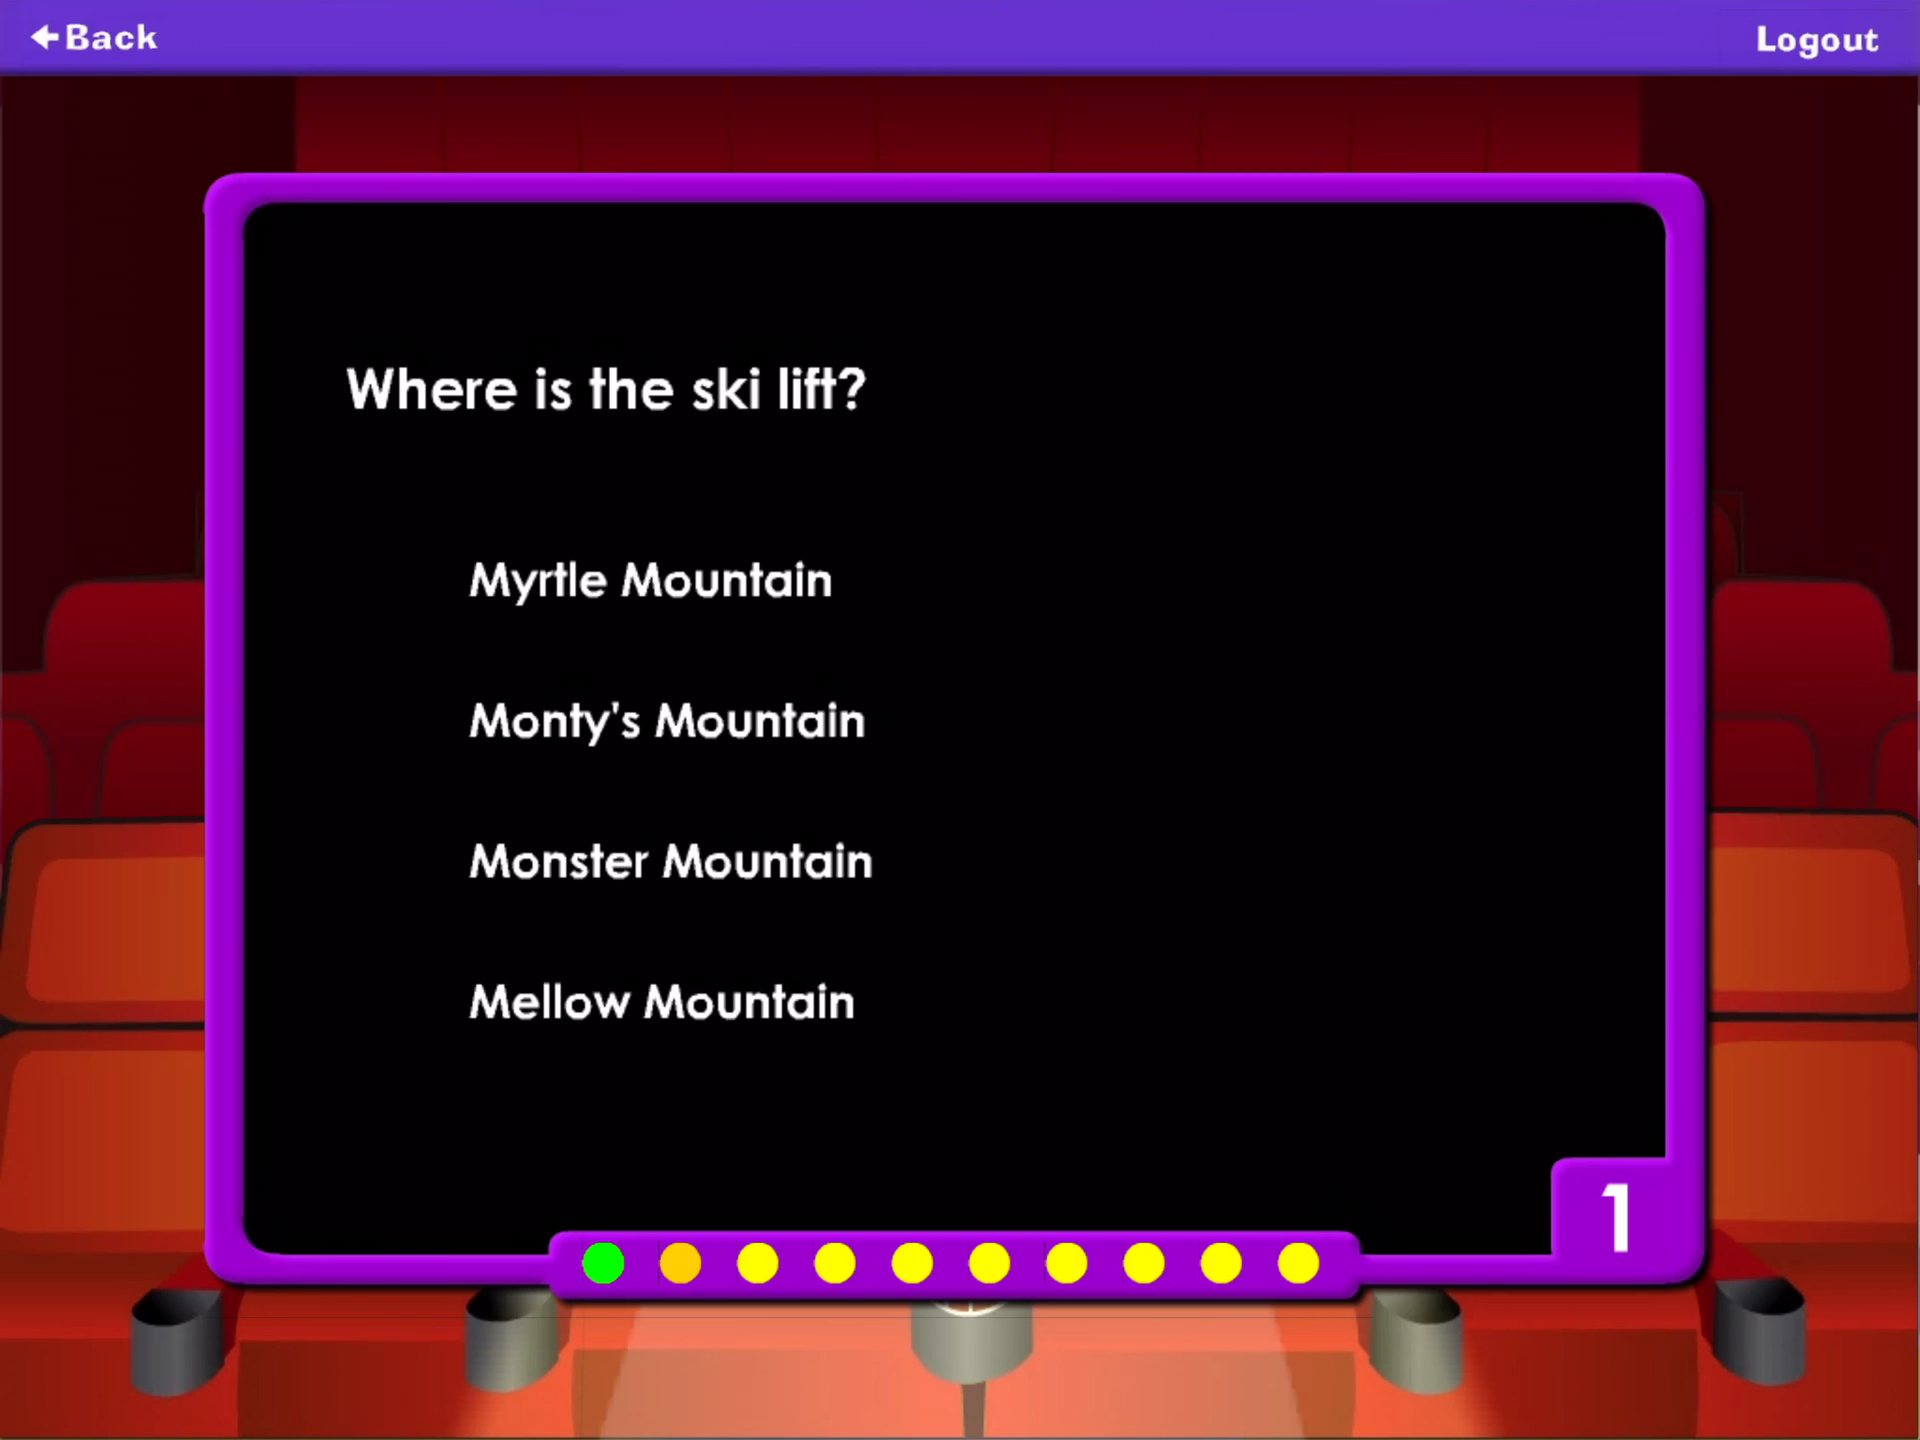 Back
Logout
Where is the ski lift?
Myrtle Mountain
Monty's Mountain
Monster Mountain
Mellow Mountain
1